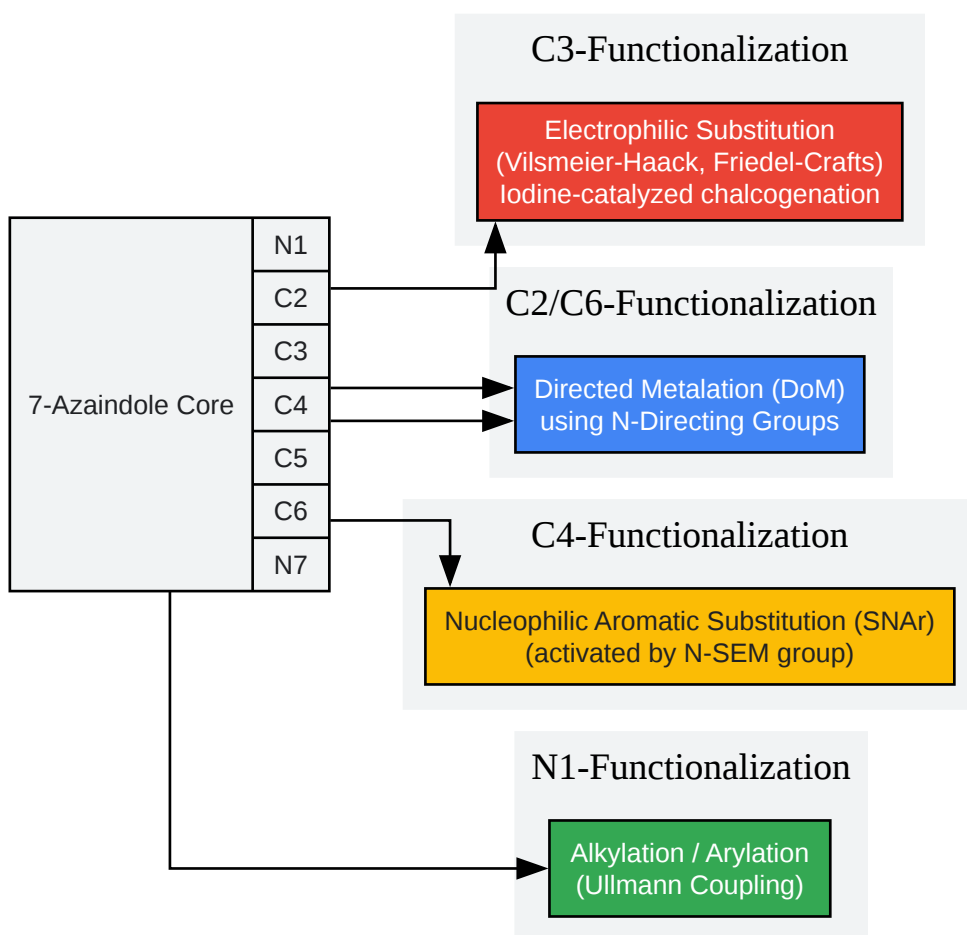 7-Azaindole Core
N1
C2
C3
C4
C5
C6
N7
C3-Functionalization
Electrophilic Substitution
(Vilsmeier-Haack, Friedel-Crafts)
Iodine-catalyzed chalcogenation
C2/C6-Functionalization
Directed Metalation (DoM)
using N-Directing Groups
C4-Functionalization
Nucleophilic Aromatic Substitution (SNAr)
(activated by N-SEM group)
N1-Functionalization
Alkylation / Arylation
(Ullmann Coupling)